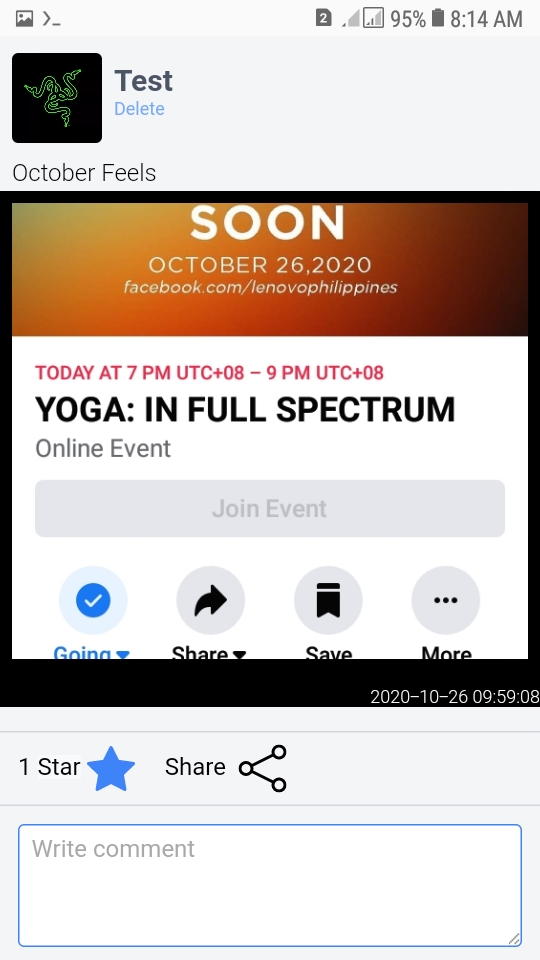 2 95% 8:14 AM
Test
Delete
October Feels
SOON
OCTOBER 26,2020
facebook.com/lenovophilippines
TODAY AT 7 PM UTC+08 – 9 PM UTC+08
YOGA: IN FULL SPECTRUM
Online Event
Join Event
Going Share Save More
2020-10-26 09:59:08
1 Star Share
Write comment